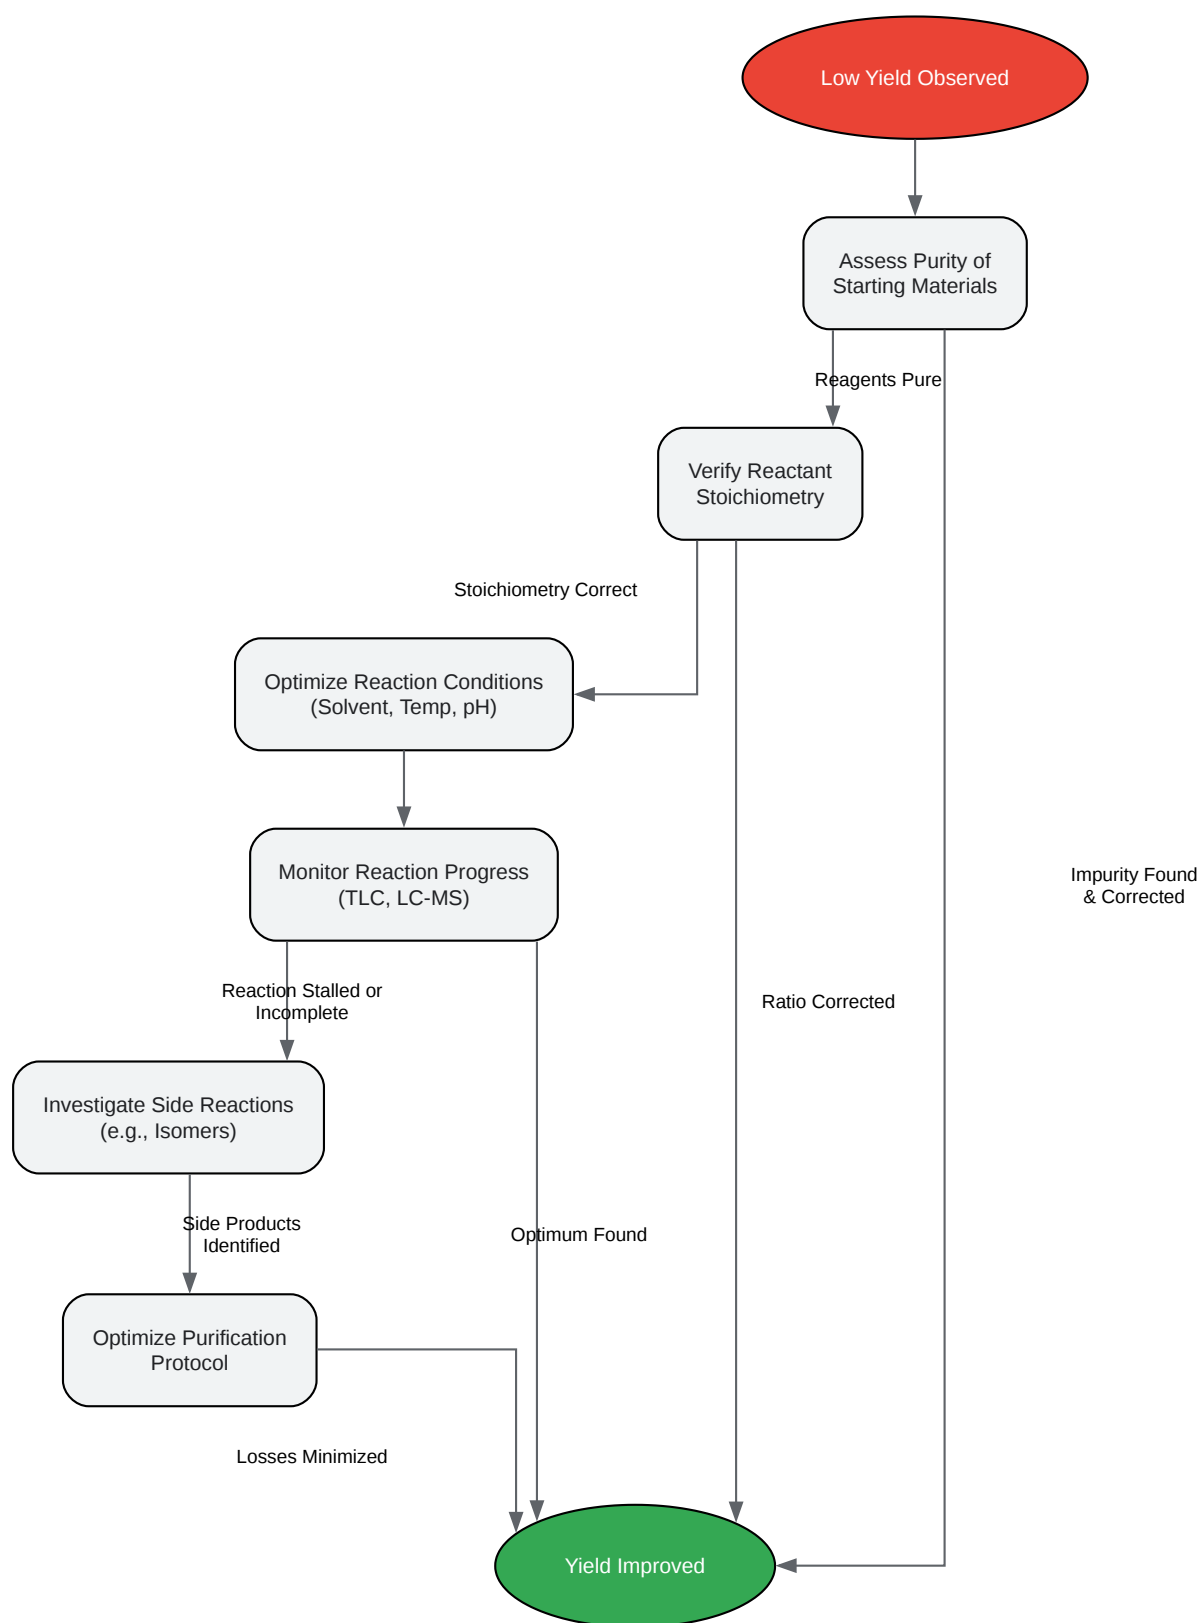 Low Yield Observed
Assess Purity of
Starting Materials
Reagents Pure
Verify Reactant
Stoichiometry
Stoichiometry Correct
Optimize Reaction Conditions
(Solvent, Temp, pH)
Monitor Reaction Progress
(TLC, LC-MS)
Impurity Found
& Corrected
Reaction Stalled or
Incomplete
Ratio Corrected
Investigate Side Reactions
(e.g., Isomers)
Side Products
Identified
Optimum Found
Optimize Purification
Protocol
Losses Minimized
Yield Improved